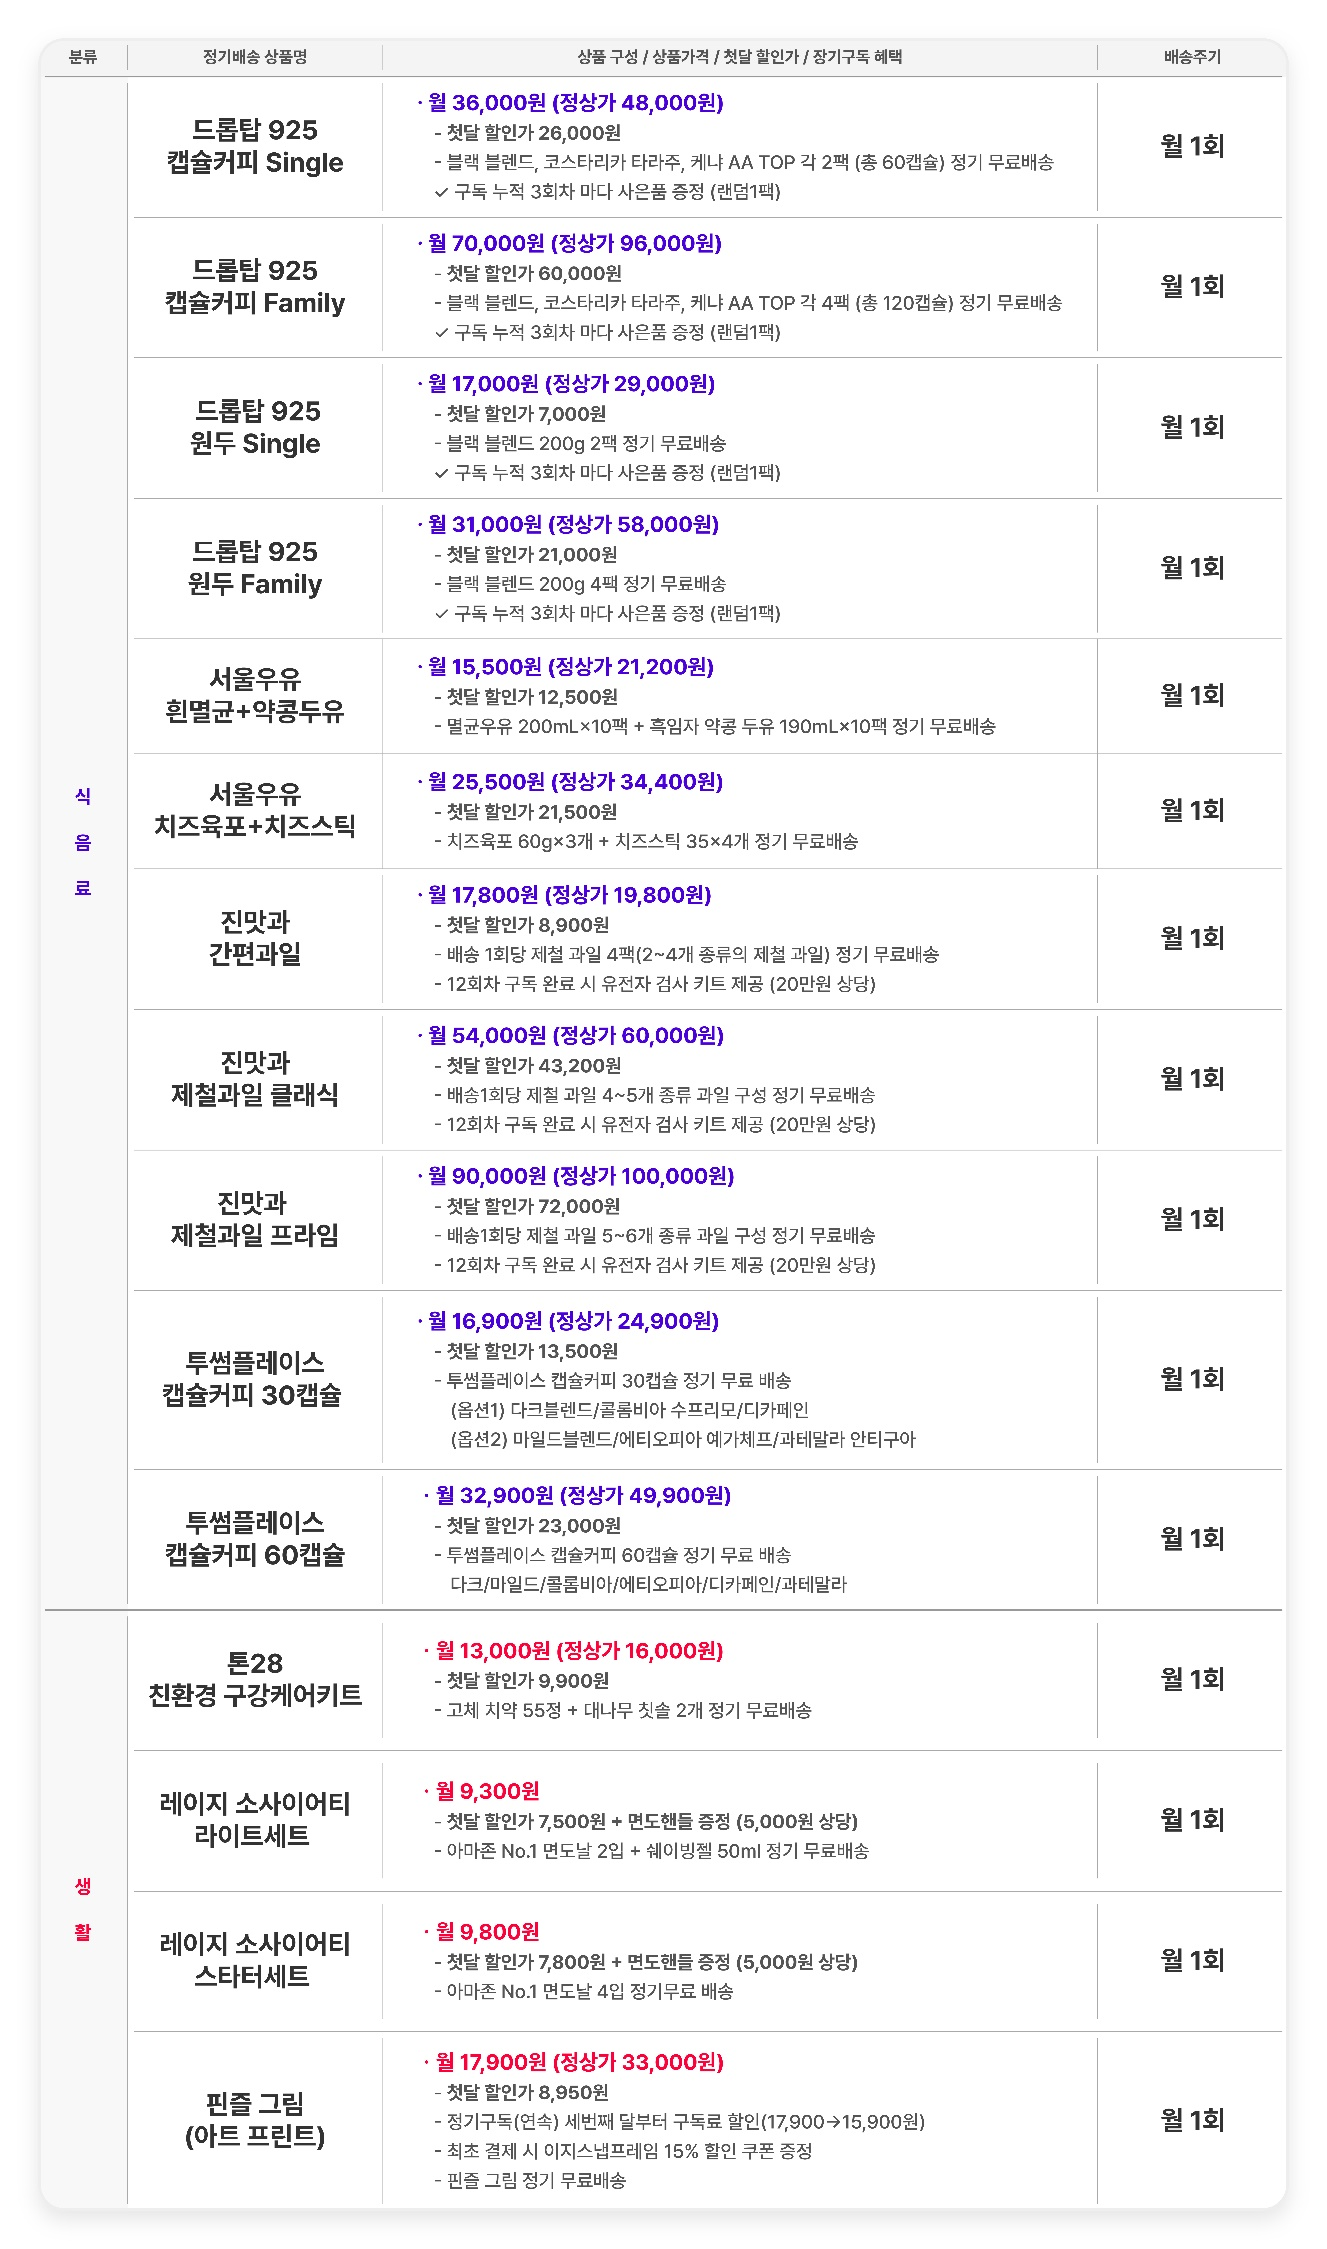 분류
정기배송 상품명
상품 구성 / 상품가격 / 첫달 할인가 / 장기구독 혜택
배송주기
식
음
료
드롭탑 925
캡슐커피 Single
· 월 36,000원 (정상가 48,000원)
- 첫달 할인가 26,000원
- 블랙 블렌드, 코스타리카 타라주, 케냐 AA TOP 각 2팩 (총 60캡슐) 정기 무료배송
✓ 구독 누적 3회차 마다 사은품 증정 (랜덤1팩)
월 1회
드롭탑 925
캡슐커피 Family
· 월 70,000원 (정상가 96,000원)
- 첫달 할인가 60,000원
- 블랙 블렌드, 코스타리카 타라주, 케냐 AA TOP 각 4팩 (총 120캡슐) 정기 무료배송
✓ 구독 누적 3회차 마다 사은품 증정 (랜덤1팩)
월 1회
드롭탑 925
원두 Single
· 월 17,000원 (정상가 29,000원)
- 첫달 할인가 7,000원
- 블랙 블렌드 200g 2팩 정기 무료배송
✓ 구독 누적 3회차 마다 사은품 증정 (랜덤1팩)
월 1회
드롭탑 925
원두 Family
· 월 31,000원 (정상가 58,000원)
- 첫달 할인가 21,000원
- 블랙 블렌드 200g 4팩 정기 무료배송
✓ 구독 누적 3회차 마다 사은품 증정 (랜덤1팩)
월 1회
서울우유
흰멸균+약콩두유
· 월 15,500원 (정상가 21,200원)
- 첫달 할인가 12,500원
- 멸균우유 200mL×10팩 + 흑임자 약콩 두유 190mL×10팩 정기 무료배송
월 1회
서울우유
치즈육포+치즈스틱
· 월 25,500원 (정상가 34,400원)
- 첫달 할인가 21,500원
- 치즈육포 60g×3개 + 치즈스틱 35×4개 정기 무료배송
월 1회
진맛과
간편과일
· 월 17,800원 (정상가 19,800원)
- 첫달 할인가 8,900원
- 배송 1회당 제철 과일 4팩(2~4개 종류의 제철 과일) 정기 무료배송
- 12회차 구독 완료 시 유전자 검사 키트 제공 (20만원 상당)
월 1회
진맛과
제철과일 클래식
· 월 54,000원 (정상가 60,000원)
- 첫달 할인가 43,200원
- 배송1회당 제철 과일 4~5개 종류 과일 구성 정기 무료배송
- 12회차 구독 완료 시 유전자 검사 키트 제공 (20만원 상당)
월 1회
진맛과
제철과일 프라임
· 월 90,000원 (정상가 100,000원)
- 첫달 할인가 72,000원
- 배송1회당 제철 과일 5~6개 종류 과일 구성 정기 무료배송
- 12회차 구독 완료 시 유전자 검사 키트 제공 (20만원 상당)
월 1회
투썸플레이스
캡슐커피 30캡슐
· 월 16,900원 (정상가 24,900원)
- 첫달 할인가 13,500원
- 투썸플레이스 캡슐커피 30캡슐 정기 무료 배송
(옵션1) 다크블렌드/콜롬비아 수프리모/디카페인
(옵션2) 마일드블렌드/에티오피아 예가체프/과테말라 안티구아
월 1회
투썸플레이스
캡슐커피 60캡슐
· 월 32,900원 (정상가 49,900원)
- 첫달 할인가 23,000원
- 투썸플레이스 캡슐커피 60캡슐 정기 무료 배송
다크/마일드/콜롬비아/에티오피아/디카페인/과테말라
월 1회
생
활
톤28
친환경 구강케어키트
· 월 13,000원 (정상가 16,000원)
- 첫달 할인가 9,900원
- 고체 치약 55정 + 대나무 칫솔 2개 정기 무료배송
월 1회
레이지 소사이어티
라이트세트
· 월 9,300원
- 첫달 할인가 7,500원 + 면도핸들 증정 (5,000원 상당)
- 아마존 No.1 면도날 2입 + 쉐이빙젤 50ml 정기 무료배송
월 1회
레이지 소사이어티
스타터세트
· 월 9,800원
- 첫달 할인가 7,800원 + 면도핸들 증정 (5,000원 상당)
- 아마존 No.1 면도날 4입 정기무료 배송
월 1회
핀즐 그림
(아트 프린트)
· 월 17,900원 (정상가 33,000원)
- 첫달 할인가 8,950원
- 정기구독(연속) 세번째 달부터 구독료 할인(17,900→15,900원)
- 최초 결제 시 이지스냅프레임 15% 할인 쿠폰 증정
- 핀즐 그림 정기 무료배송
월 1회